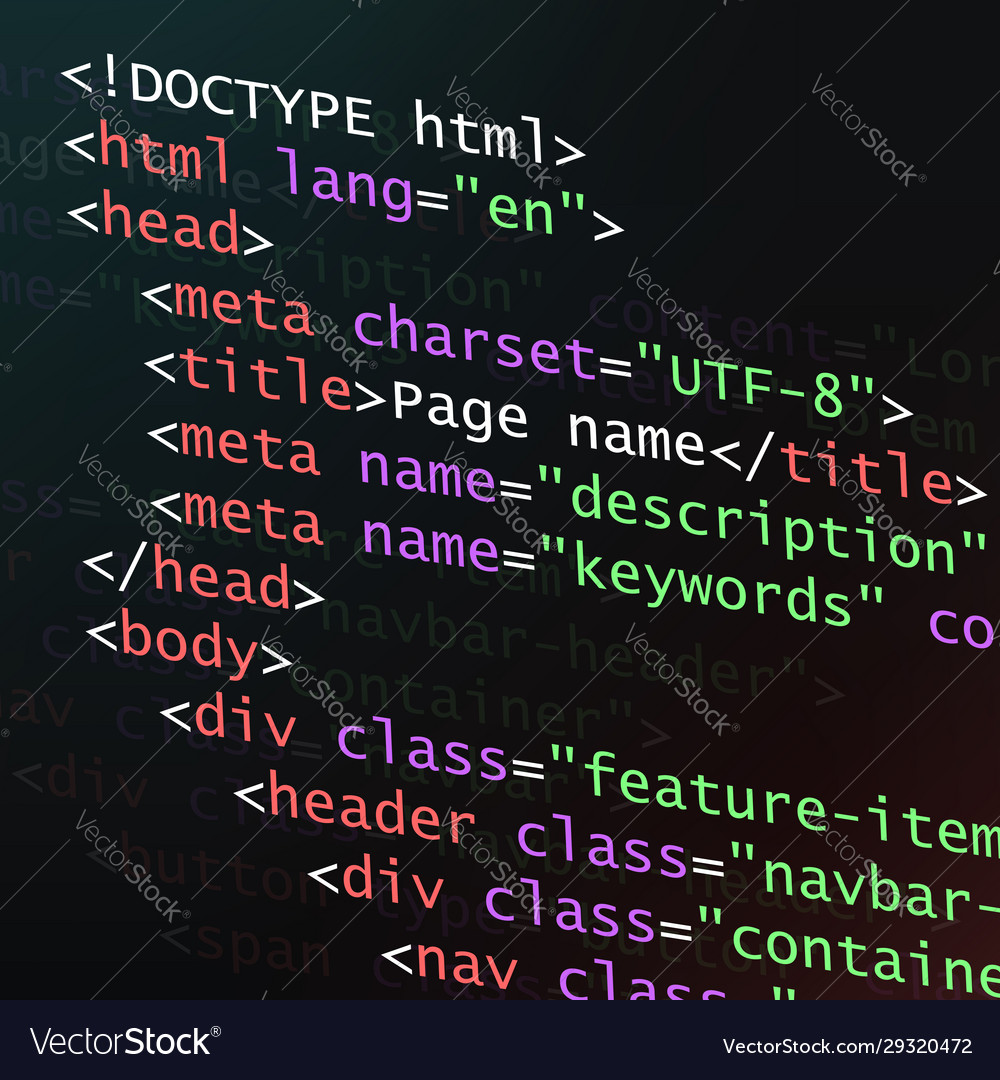 <!DOCTYPE html>
<html lang="en">
<head>
<meta charset="UTF-8">
<title>Page name</title>
<meta name="description"
<meta name="keywords" co
</head>
<body>
<div class="feature-item
<header class="navbar-
<div class="containe
<nav class="
VectorStock®
VectorStock.com/29320472